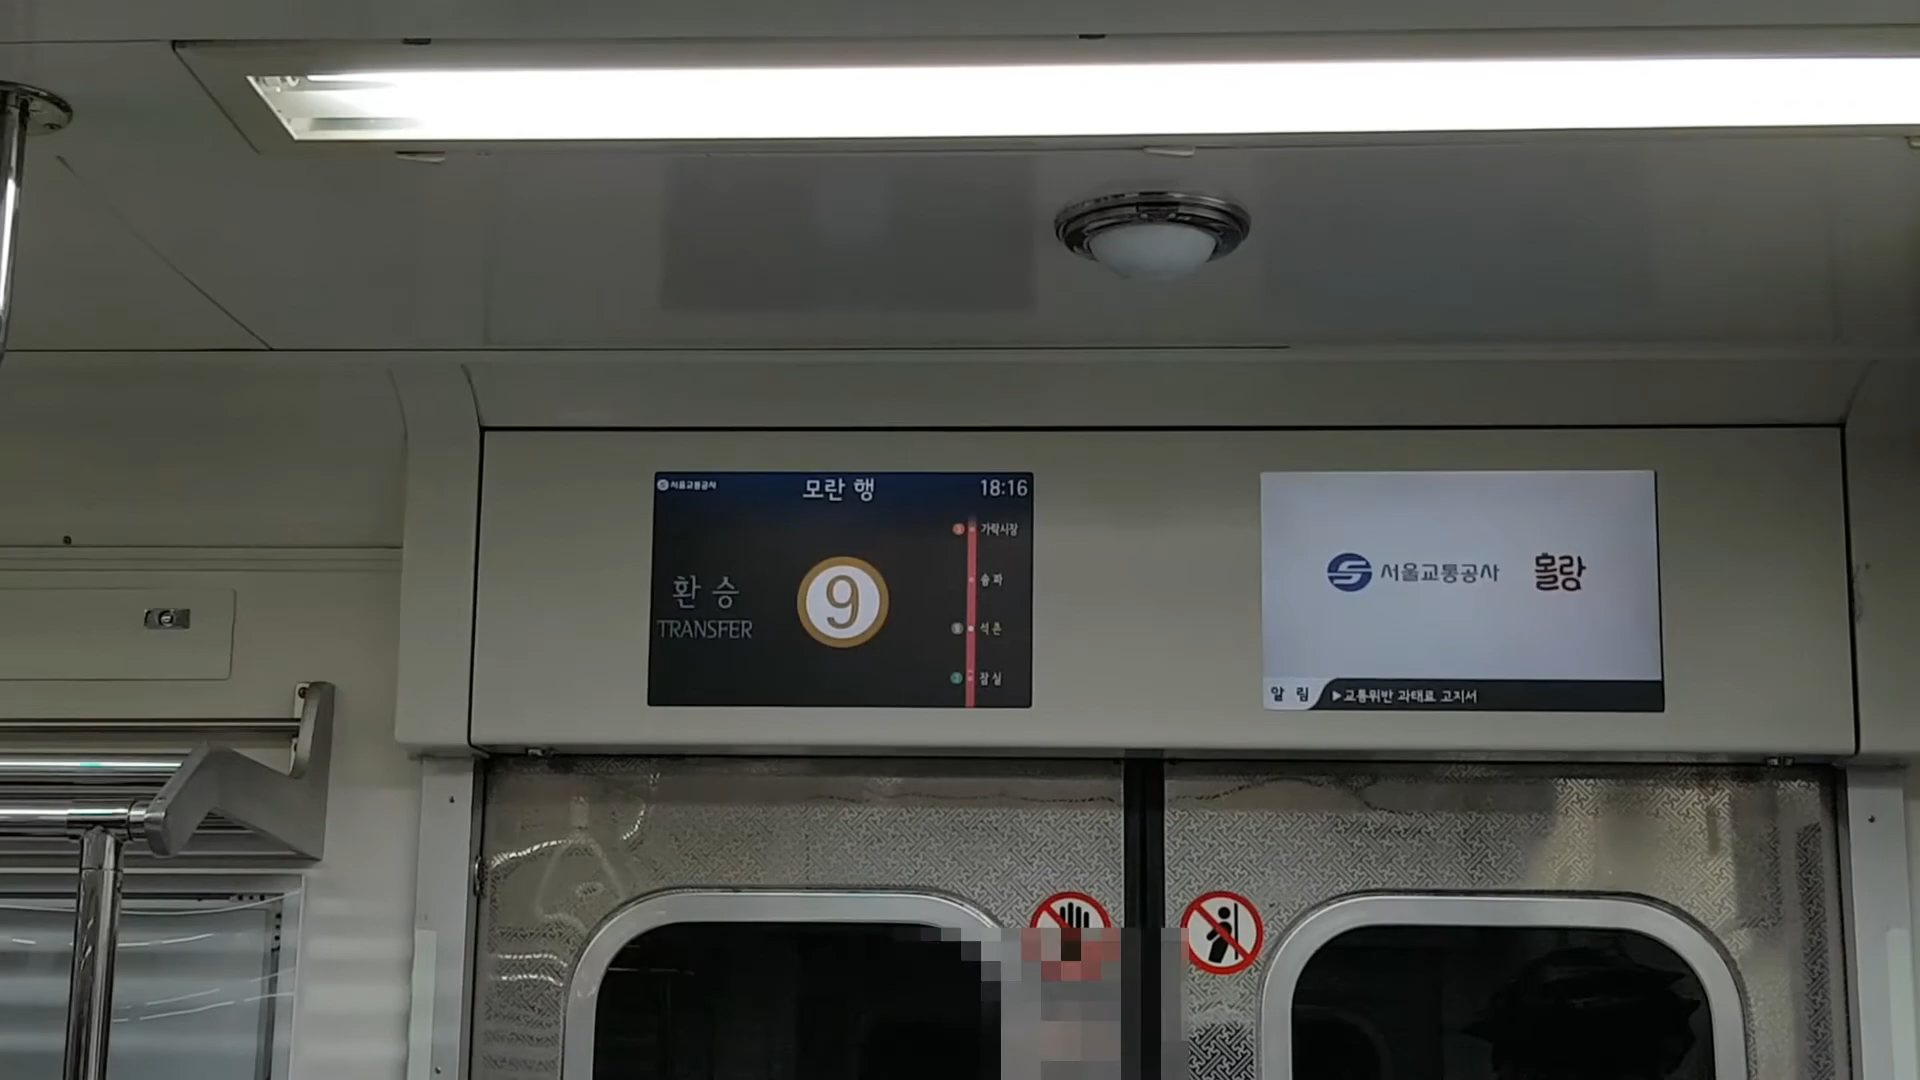 서울교통공사
모란 행
18:16
환 승
TRANSFER
9
가락시장
송파
석촌
잠실
서울교통공사 몰랑
알 림
▶교통위반 과태료 고지서